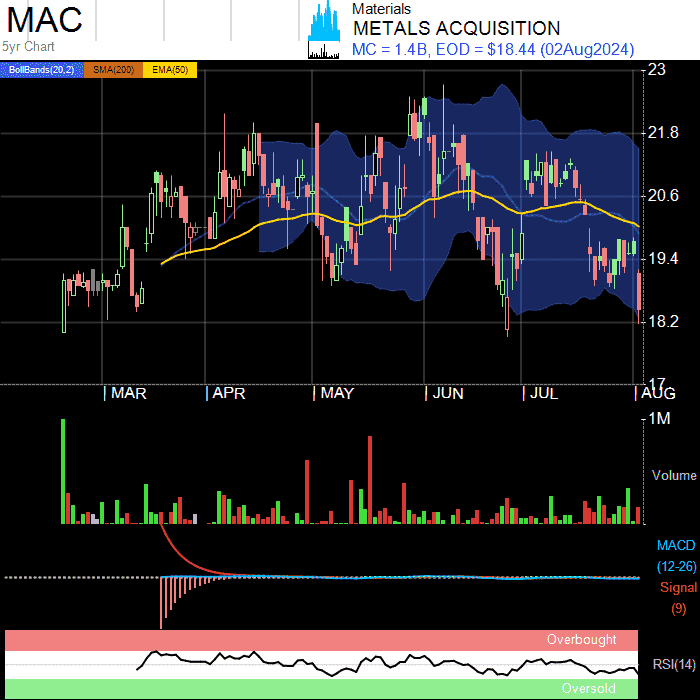 MAC
5yr Chart
Materials
METALS ACQUISITION
MC = 1.4B, EOD = $18.44 (02Aug2024)
BollBands(20,2) SMA(200) EMA(50)
23
21.8
20.6
19.4
18.2
17
MAR APR MAY JUN JUL AUG
1M
Volume
MACD
(12-26)
Signal
(9)
Overbought
RSI(14)
Oversold